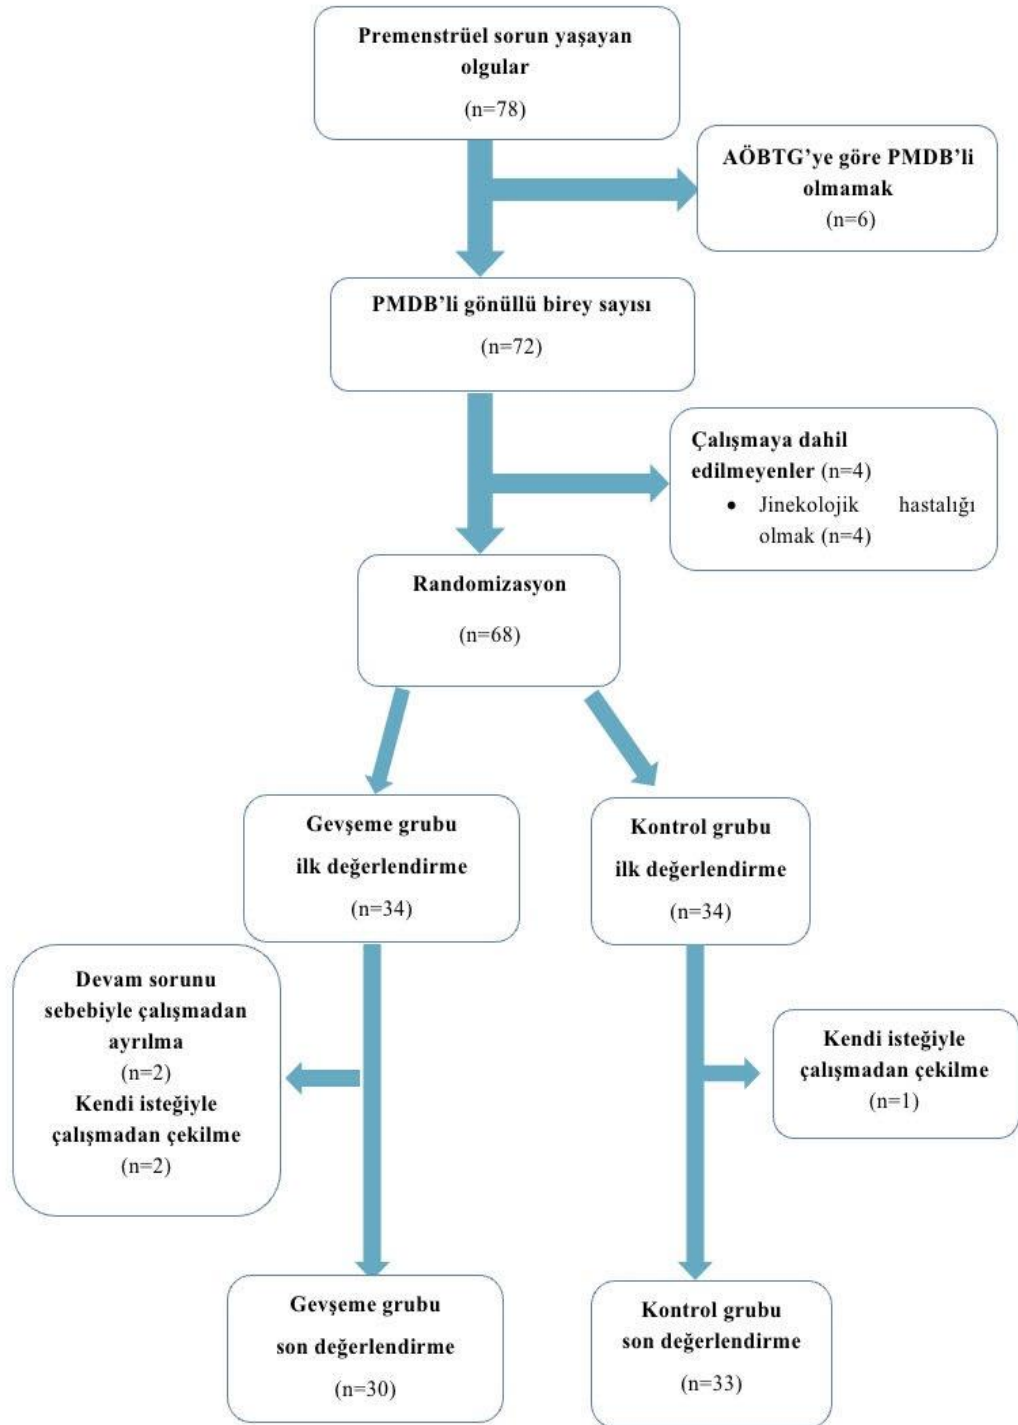 Premenstrüel sorun yaşayan
olgular
(n=78)
AÖBTG’ye göre PMDB’li
olmamak
(n=6)
PMDB’li gönüllü birey sayısı
(n=72)
Çalışmaya dahil
edilmeyenler (n=4)
• Jinekolojik hastalığı
olmak (n=4)
Randomizasyon
(n=68)
Gevşeme grubu
ilk değerlendirme
(n=34)
Kontrol grubu
ilk değerlendirme
(n=34)
Devam sorunu
sebebiyle çalışmadan
ayrılma
(n=2)
Kendi isteğiyle
çalışmadan çekilme
(n=2)
Kendi isteğiyle
çalışmadan çekilme
(n=1)
Gevşeme grubu
son değerlendirme
(n=30)
Kontrol grubu
son değerlendirme
(n=33)